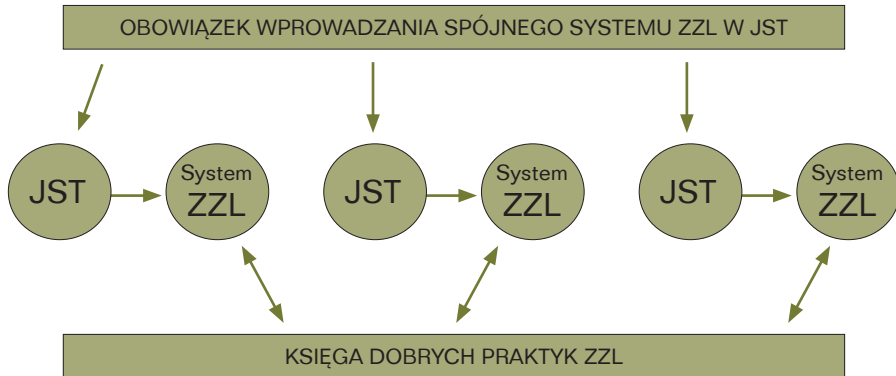 OBOWIĄZEK WPROWADZANIA SPÓJNEGO SYSTEMU ZZL W JST
JST
System
ZZL
JST
System
ZZL
JST
System
ZZL
KSIĘGA DOBRYCH PRAKTYK ZZL